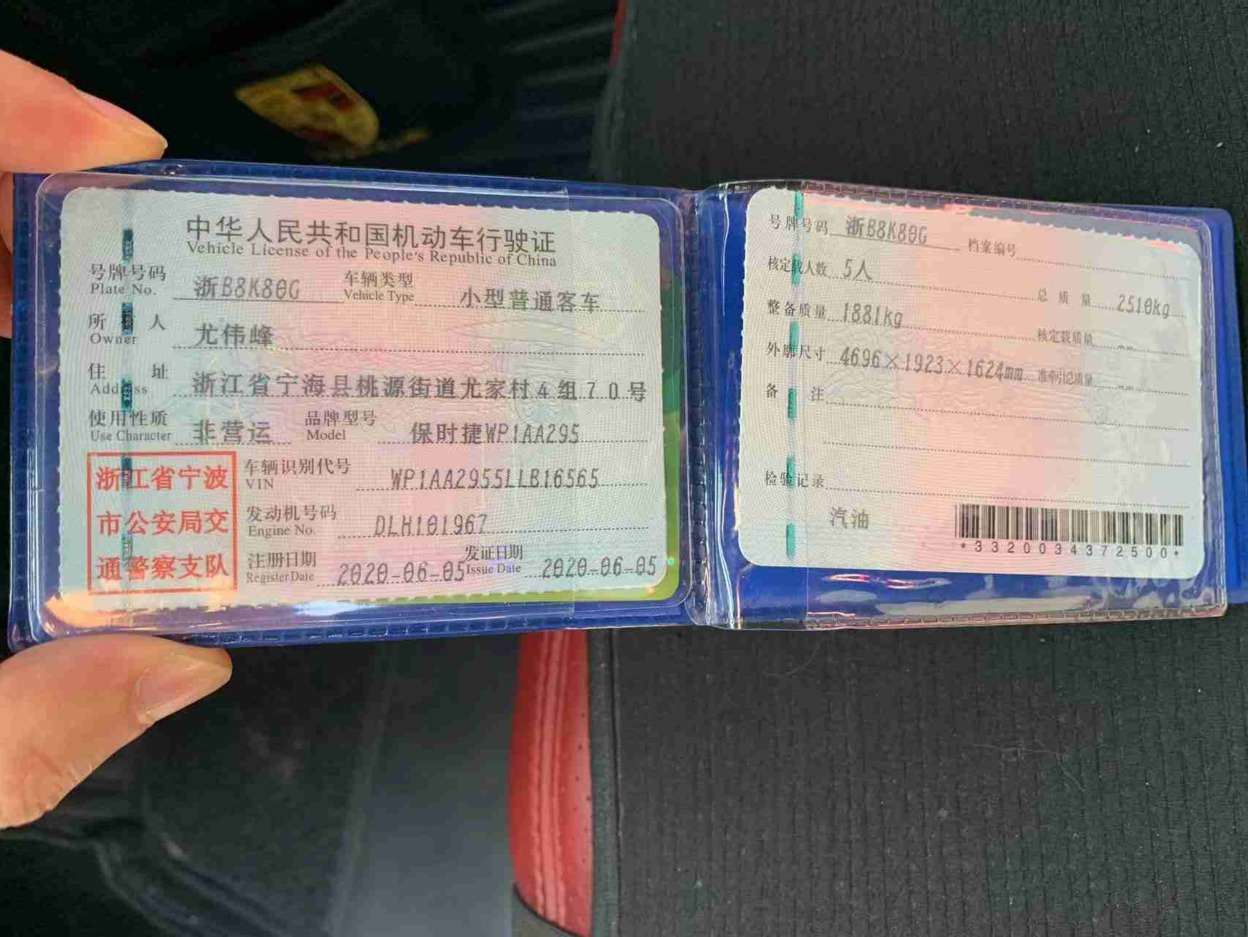 中华人民共和国机动车行驶证
Vehicle License of the People's Republic of China
号牌号码 浙B8K80G 车辆类型 小型普通客车
Plate No. Vehicle Type
所有人 尤伟峰
Owner
住址 浙江省宁海县桃源街道尤家村4组70号
Address
使用性质 非营运 品牌型号 保时捷WP1AA295
Use Character Model
浙江省宁波
市公安局交
通警察支队
车辆识别代号 WP1AA2955LLB16565
VIN
发动机号码 DLH101967
Engine No.
注册日期 2020-06-05 发证日期 2020-06-05
Register Date Issue Date
号牌号码 浙B8K80G 档案编号
核定载人数 5人 总质量 2510kg
整备质量 1881kg 核定载质量 --
外廓尺寸 4696×1923×1624mm 准牵引总质量 --
备注
检验记录
汽油
*3320034372500*